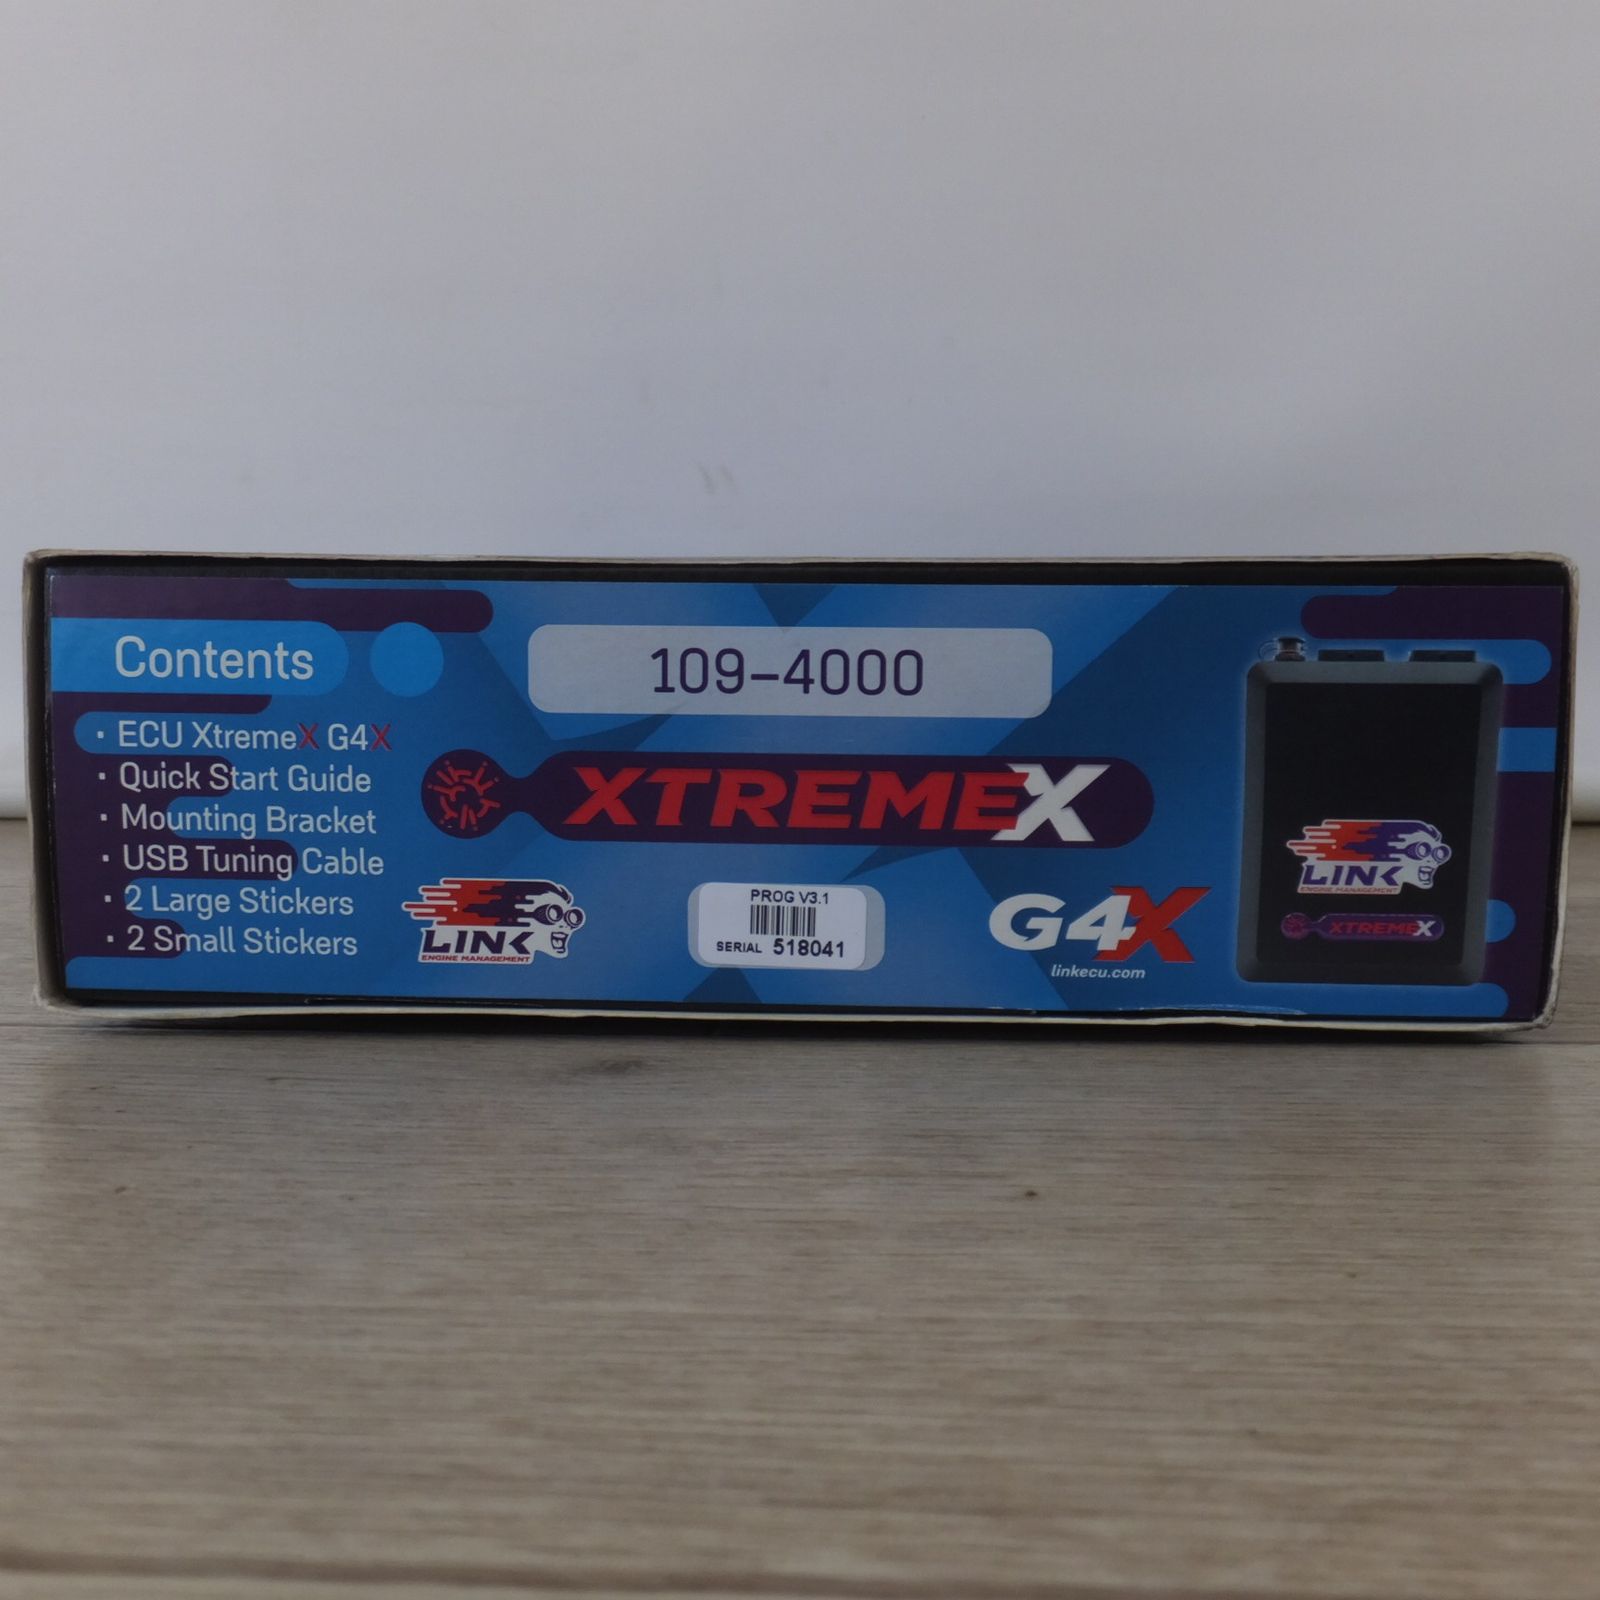 Contents
· ECU XtremeX G4X
· Quick Start Guide
· Mounting Bracket
· USB Tuning Cable
· 2 Large Stickers
· 2 Small Stickers
109-4000
XTREMEX
LINK
ENGINE MANAGEMENT
PROG V3.1
SERIAL 518041
G4X
linkecu.com
LINK
ENGINE MANAGEMENT
XTREMEX